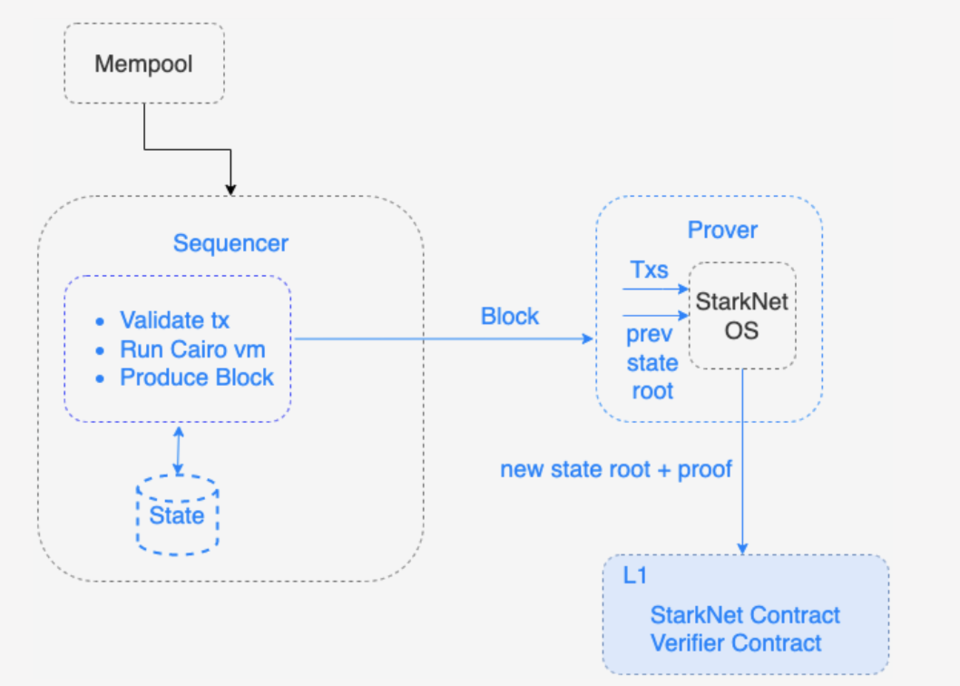 Mempool
Sequencer
• Validate tx
• Run Cairo vm
• Produce Block
State
Block
Prover
Txs
prev
state
root
StarkNet
OS
new state root + proof
L1
StarkNet Contract
Verifier Contract